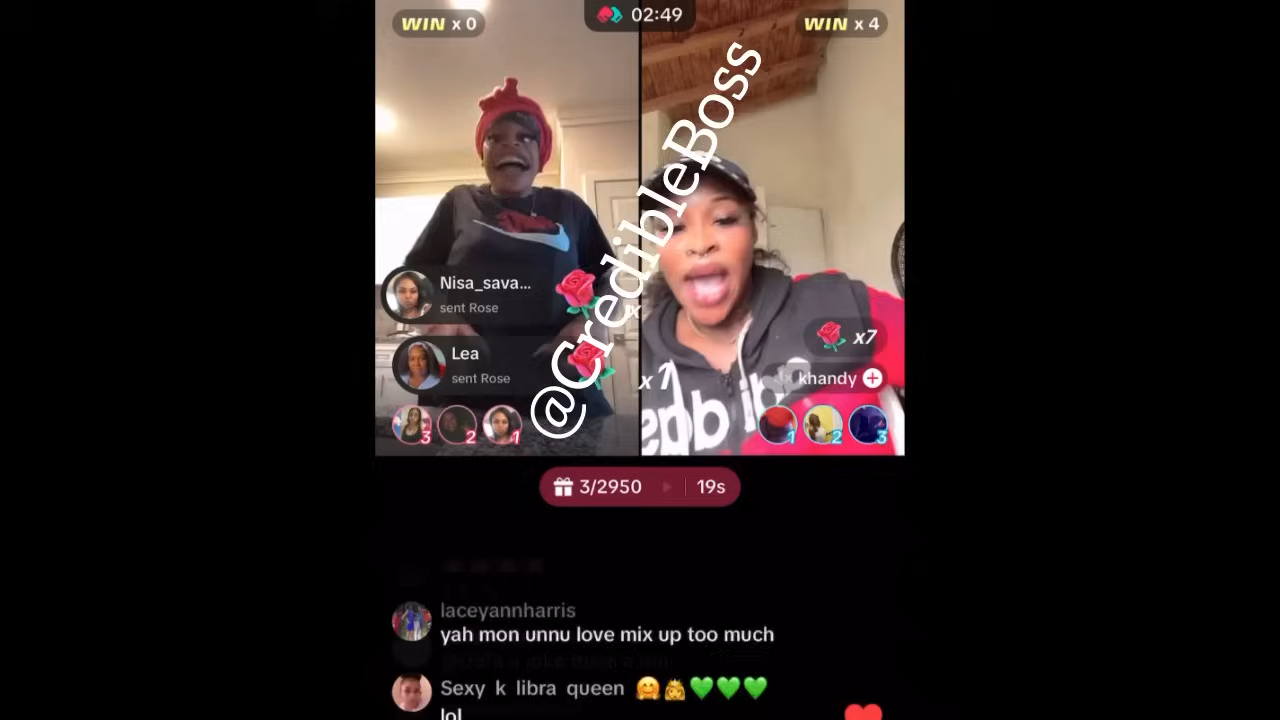 WIN x 0
02:49
WIN x 4
@CredibleBoss
Nisa_sava...
sent Rose
Lea
sent Rose
x 1
x7
khandy
3
2
1
1
2
3
3/2950
19s
laceyannharris
yah mon unnu love mix up too much
Sexy k libra queen 🤗👸💚💚💚
lol